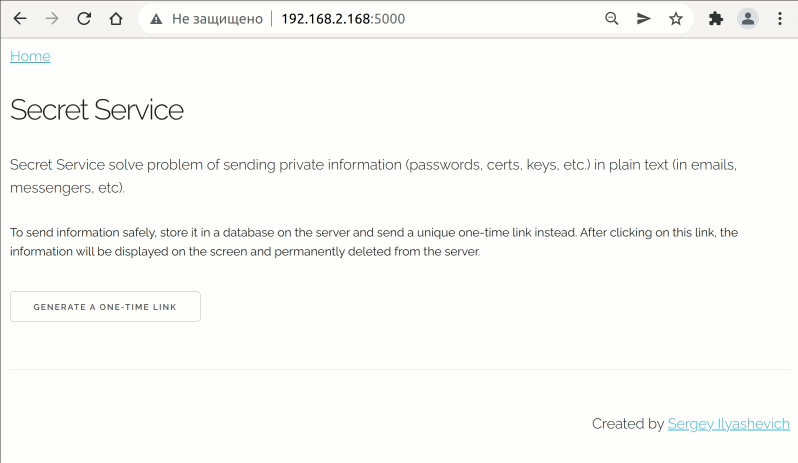 Не защищено 192.168.2.168:5000
Home
Secret Service
Secret Service solve problem of sending private information (passwords, certs, keys, etc.) in plain text (in emails,
messengers, etc).
To send information safely, store it in a database on the server and send a unique one-time link instead. After clicking on this link, the
information will be displayed on the screen and permanently deleted from the server.
GENERATE A ONE-TIME LINK
Created by Sergey Ilyashevich